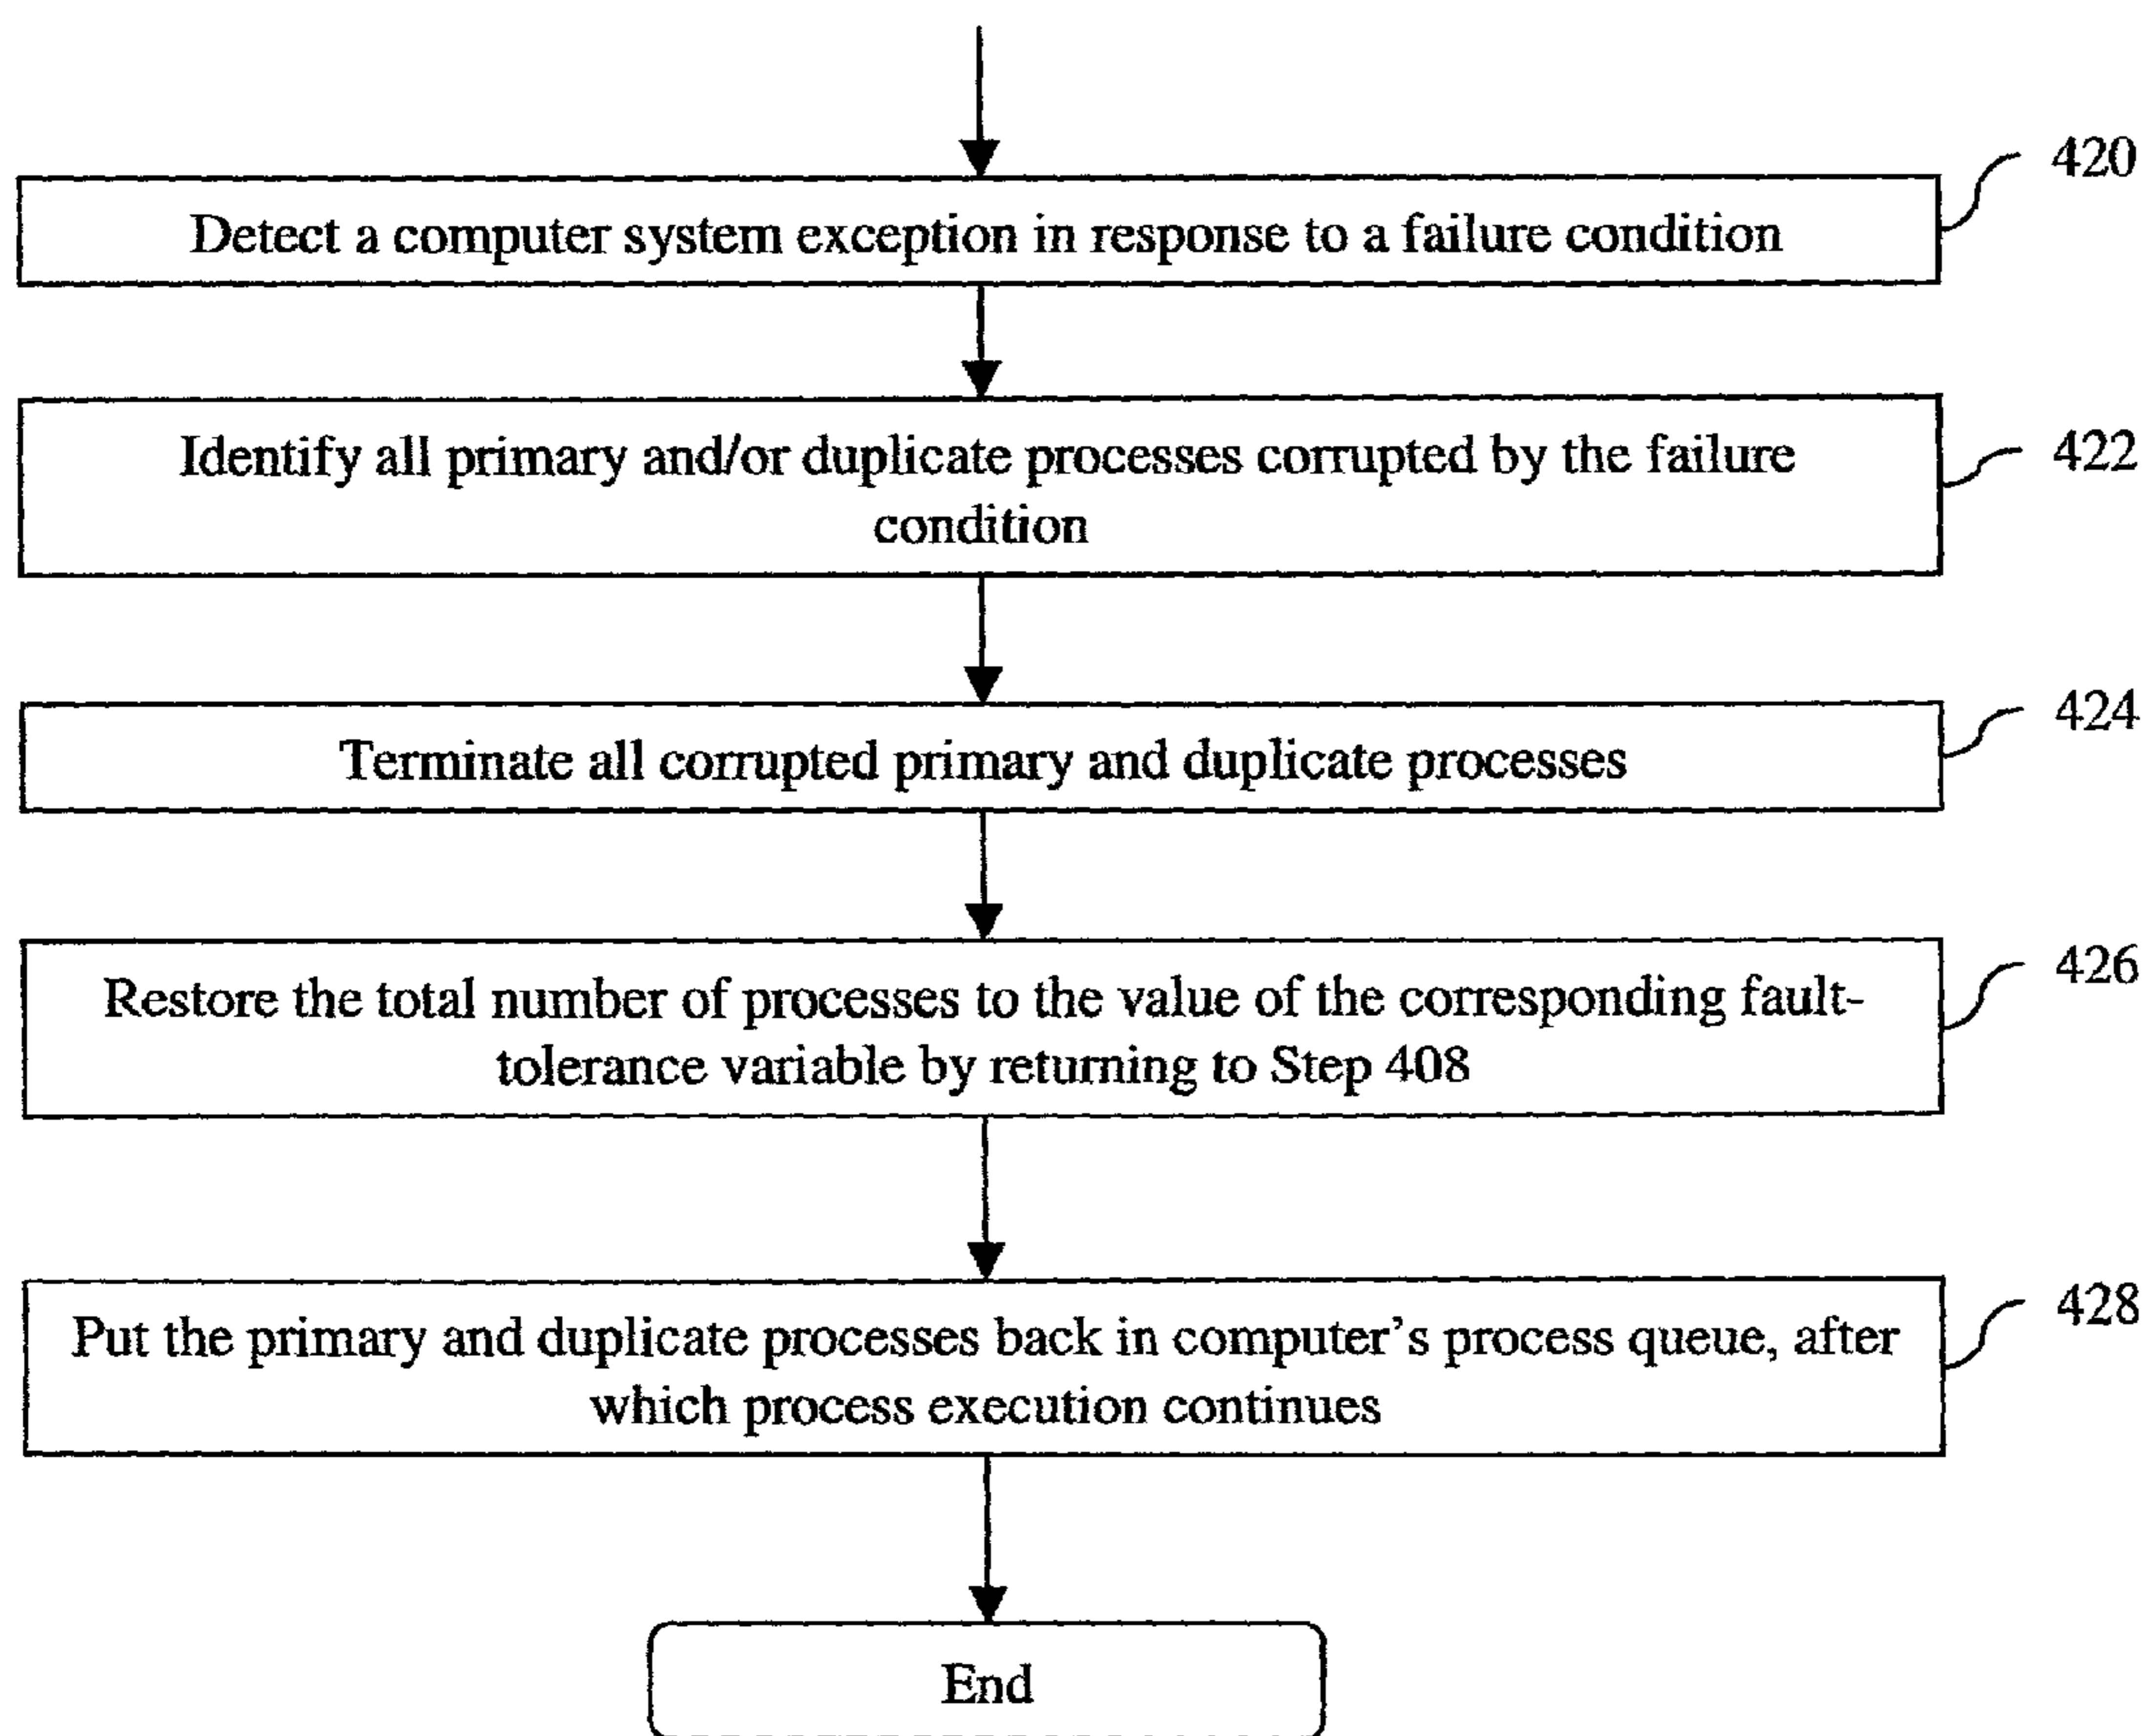 420
Detect a computer system exception in response to a failure condition
422
Identify all primary and/or duplicate processes corrupted by the failure
condition
424
Terminate all corrupted primary and duplicate processes
426
Restore the total number of processes to the value of the corresponding fault-
tolerance variable by returning to Step 408
428
Put the primary and duplicate processes back in computer's process queue, after
which process execution continues
End